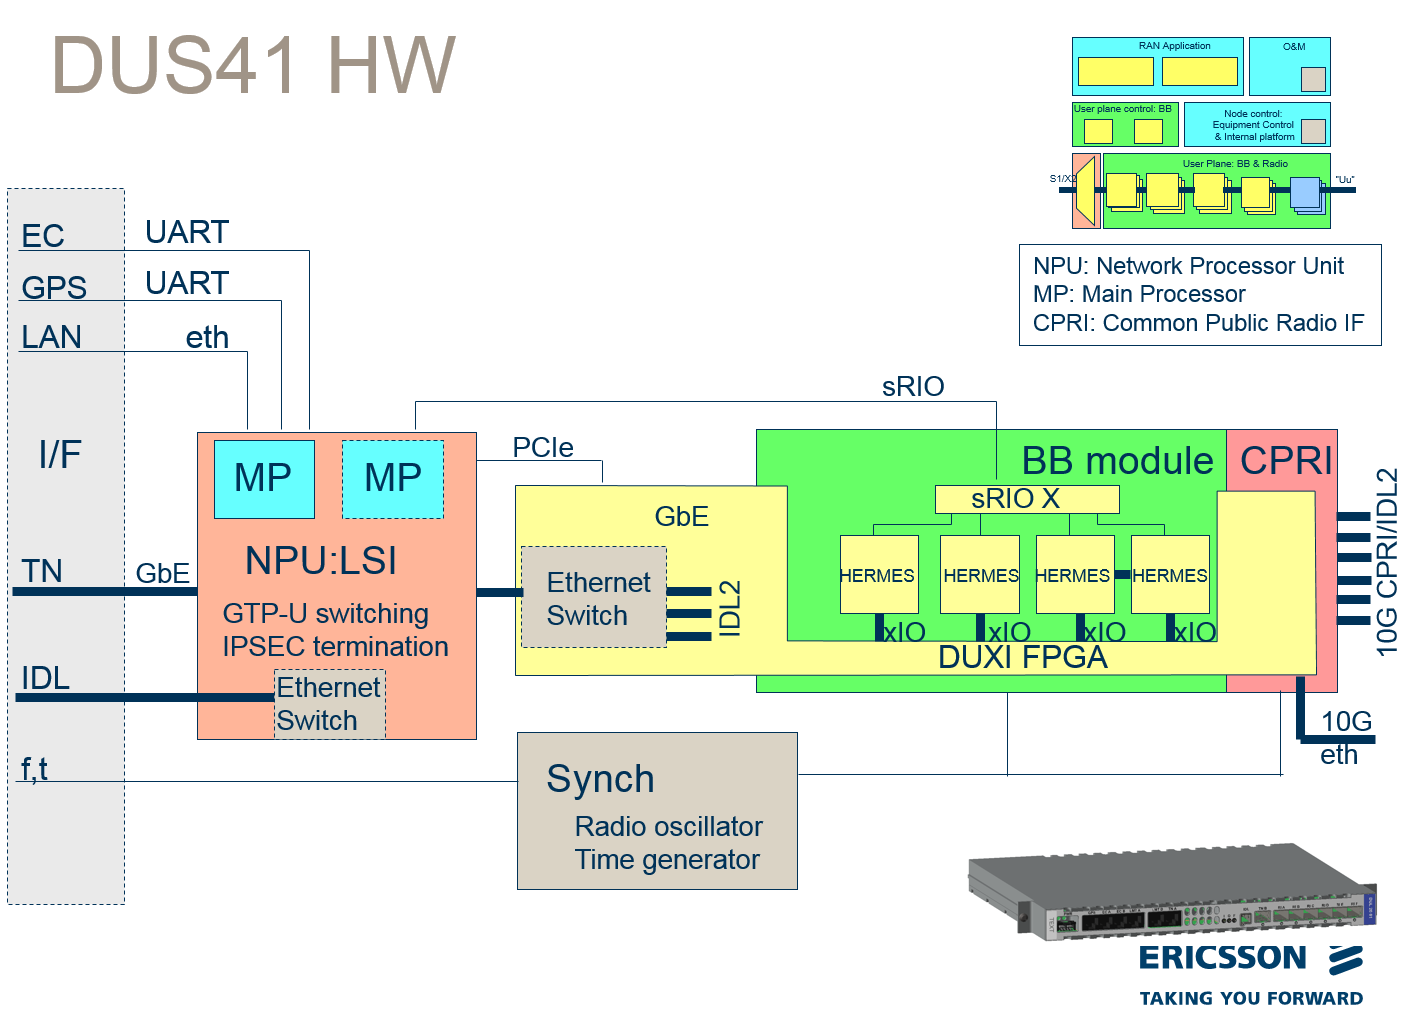 DUS41 HW
RAN Application
O&M
User plane control: BB
Node control:
Equipment Control
& Internal platform
User Plane: BB & Radio
S1/X2
"Uu"
NPU: Network Processor Unit
MP: Main Processor
CPRI: Common Public Radio IF
EC
UART
GPS
UART
LAN
eth
I/F
TN
GbE
IDL
f,t
sRIO
PCIe
MP
MP
NPU:LSI
GTP-U switching
IPSEC termination
Ethernet
Switch
GbE
Ethernet
Switch
IDL2
BB module
CPRI
sRIO X
HERMES
HERMES
HERMES
HERMES
xIO
xIO
xIO
xIO
DUXI FPGA
10G CPRI/IDL2
10G
eth
Synch
Radio oscillator
Time generator
ERICSSON
TAKING YOU FORWARD